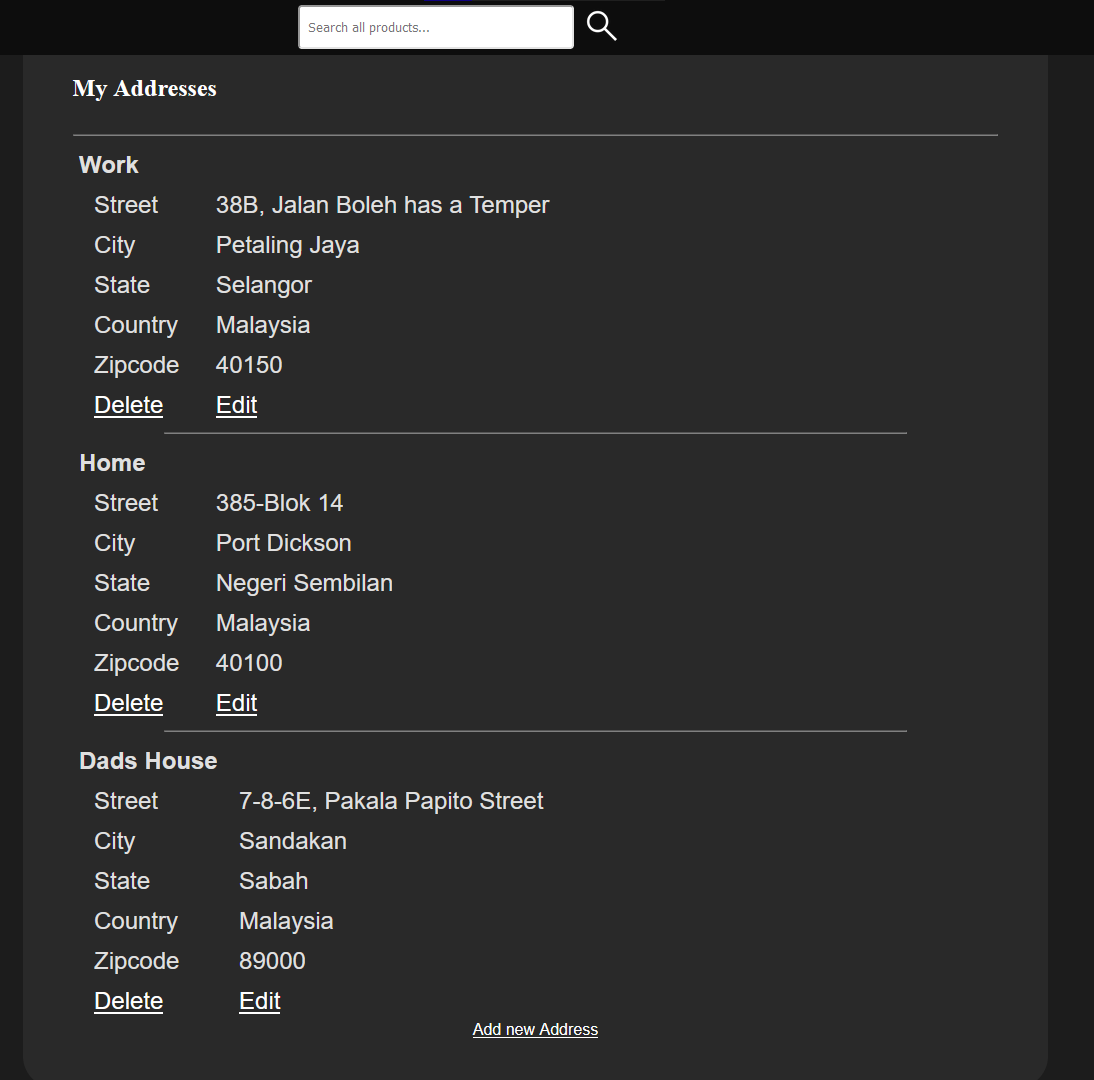 Search all products...
My Addresses
Work
Street 38B, Jalan Boleh has a Temper
City Petaling Jaya
State Selangor
Country Malaysia
Zipcode 40150
Delete Edit
Home
Street 385-Blok 14
City Port Dickson
State Negeri Sembilan
Country Malaysia
Zipcode 40100
Delete Edit
Dads House
Street 7-8-6E, Pakala Papito Street
City Sandakan
State Sabah
Country Malaysia
Zipcode 89000
Delete Edit
Add new Address